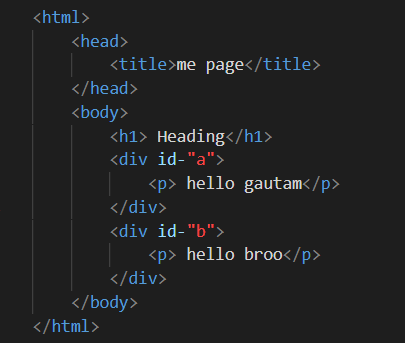 <html>
<head>
<title>me page</title>
</head>
<body>
<h1> Heading</h1>
<div id-"a">
<p> hello gautam</p>
</div>
<div id-"b">
<p> hello broo</p>
</div>
</body>
</html>